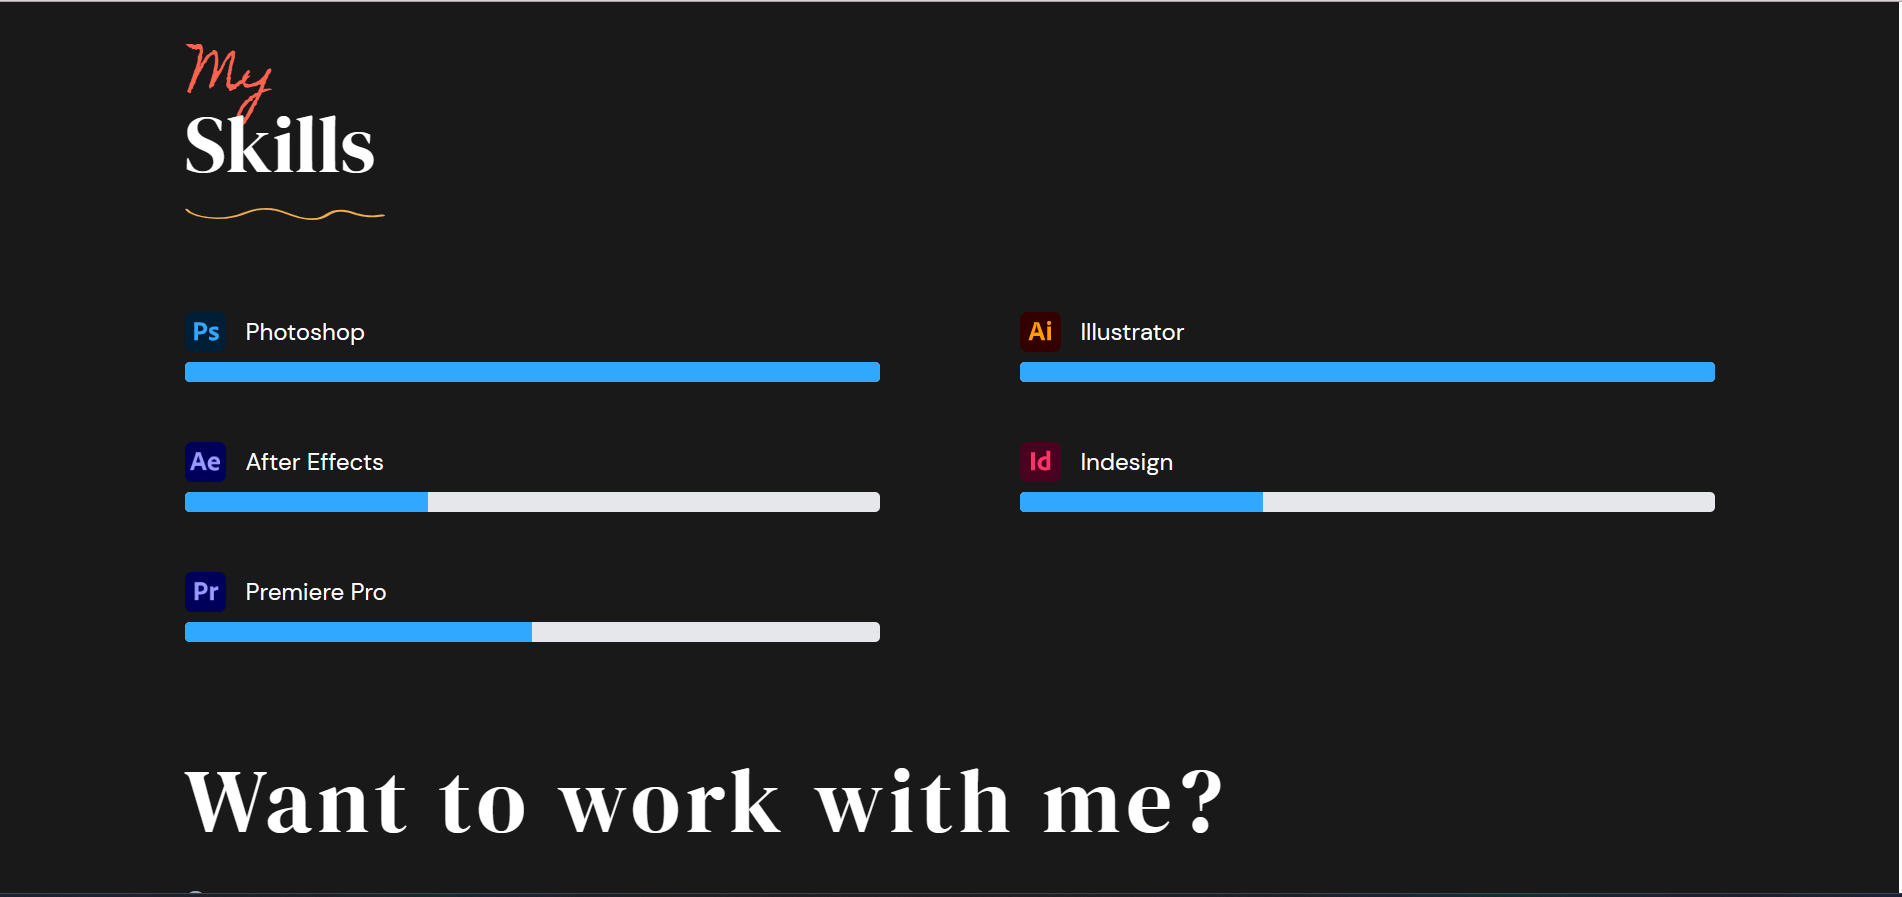 My
Skills
Ps Photoshop
Ai Illustrator
Ae After Effects
Id Indesign
Pr Premiere Pro
Want to work with me?